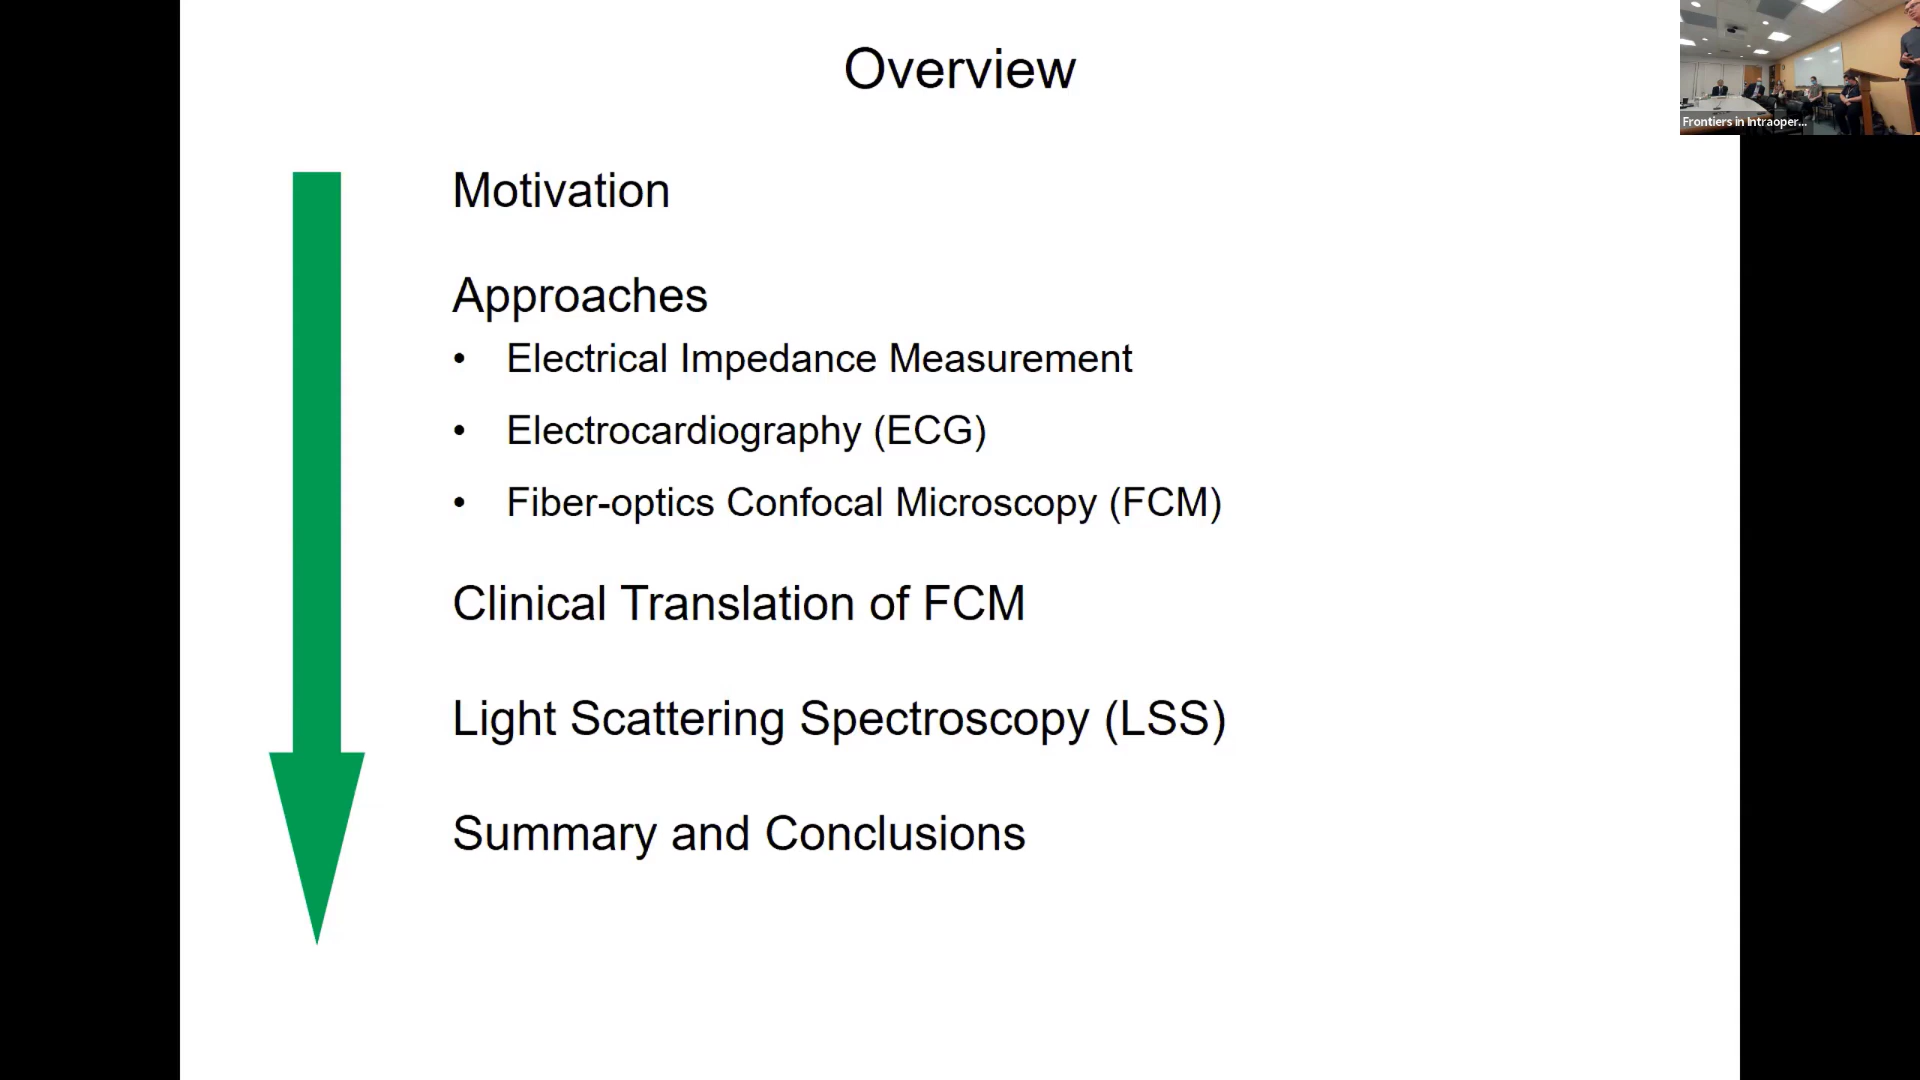 Overview
Frontiers in Intraoper...
Motivation
Approaches
• Electrical Impedance Measurement
• Electrocardiography (ECG)
• Fiber-optics Confocal Microscopy (FCM)
Clinical Translation of FCM
Light Scattering Spectroscopy (LSS)
Summary and Conclusions